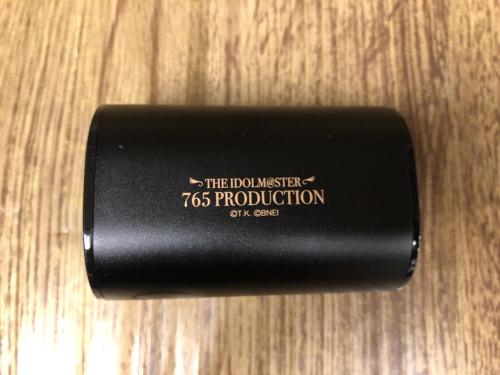 THE IDOLM@STER
765 PRODUCTION
©T.K. ©BNEI